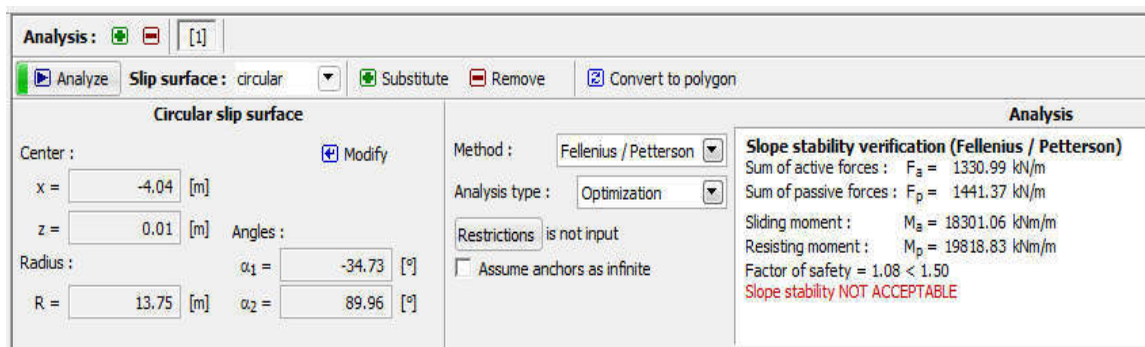 Analysis : [1]
Analyze Slip surface : circular Substitute Remove Convert to polygon
Circular slip surface
Center : Modify
x = -4.04 [m]
z = 0.01 [m] Angles :
Radius : α1 = -34.73 [°]
R = 13.75 [m] α2 = 89.96 [°]
Method : Fellenius / Petterson
Analysis type : Optimization
Restrictions is not input
Assume anchors as infinite
Analysis
Slope stability verification (Fellenius / Petterson)
Sum of active forces : Fa = 1330.99 kN/m
Sum of passive forces : Fp = 1441.37 kN/m
Sliding moment : Ma = 18301.06 kNm/m
Resisting moment : Mp = 19818.83 kNm/m
Factor of safety = 1.08 < 1.50
Slope stability NOT ACCEPTABLE